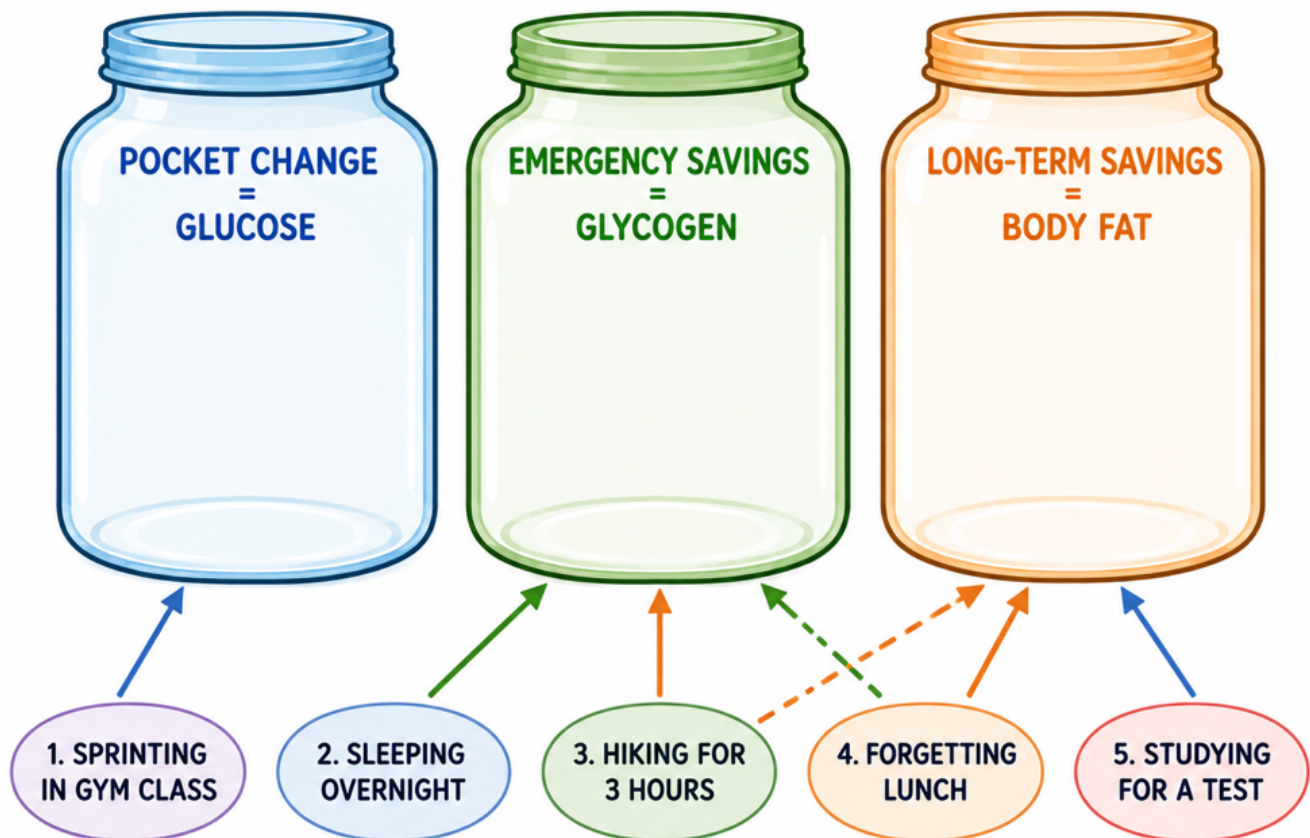 POCKET CHANGE
=
GLUCOSE
EMERGENCY SAVINGS
=
GLYCOGEN
LONG-TERM SAVINGS
=
BODY FAT
1. SPRINTING
IN GYM CLASS
2. SLEEPING
OVERNIGHT
3. HIKING FOR
3 HOURS
4. FORGETTING
LUNCH
5. STUDYING
FOR A TEST